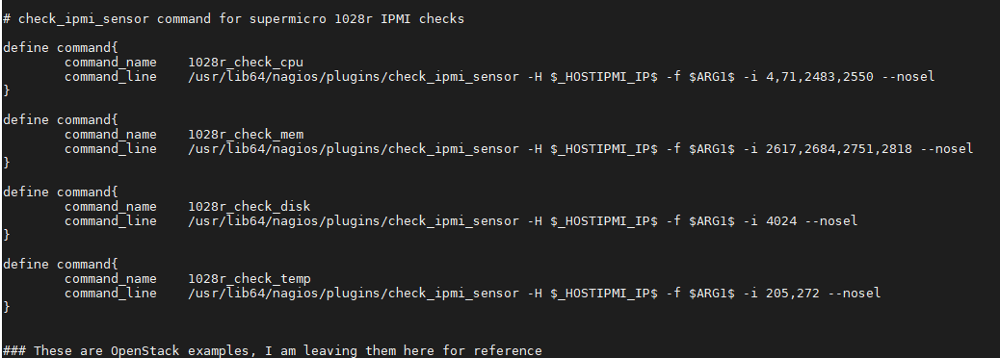 # check_ipmi_sensor command for supermicro 1028r IPMI checks
define command{
command_name 1028r_check_cpu
command_line /usr/lib64/nagios/plugins/check_ipmi_sensor -H $_HOSTIPMI_IP$ -f $ARG1$ -i 4,71,2483,2550 --nosel
}
define command{
command_name 1028r_check_mem
command_line /usr/lib64/nagios/plugins/check_ipmi_sensor -H $_HOSTIPMI_IP$ -f $ARG1$ -i 2617,2684,2751,2818 --nosel
}
define command{
command_name 1028r_check_disk
command_line /usr/lib64/nagios/plugins/check_ipmi_sensor -H $_HOSTIPMI_IP$ -f $ARG1$ -i 4024 --nosel
}
define command{
command_name 1028r_check_temp
command_line /usr/lib64/nagios/plugins/check_ipmi_sensor -H $_HOSTIPMI_IP$ -f $ARG1$ -i 205,272 --nosel
}
### These are OpenStack examples, I am leaving them here for reference